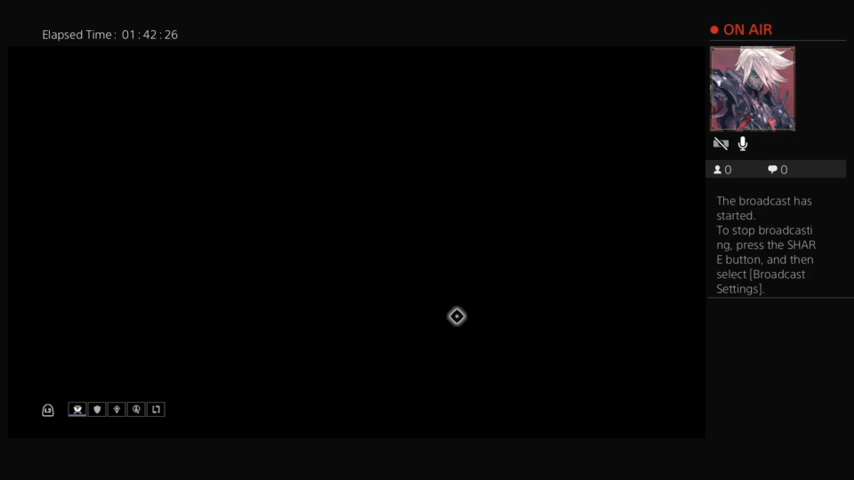 Elapsed Time: 01:42:26
ON AIR
0 0
The broadcast has
started.
To stop broadcasti
ng, press the SHAR
E button, and then
select [Broadcast
Settings].
L2